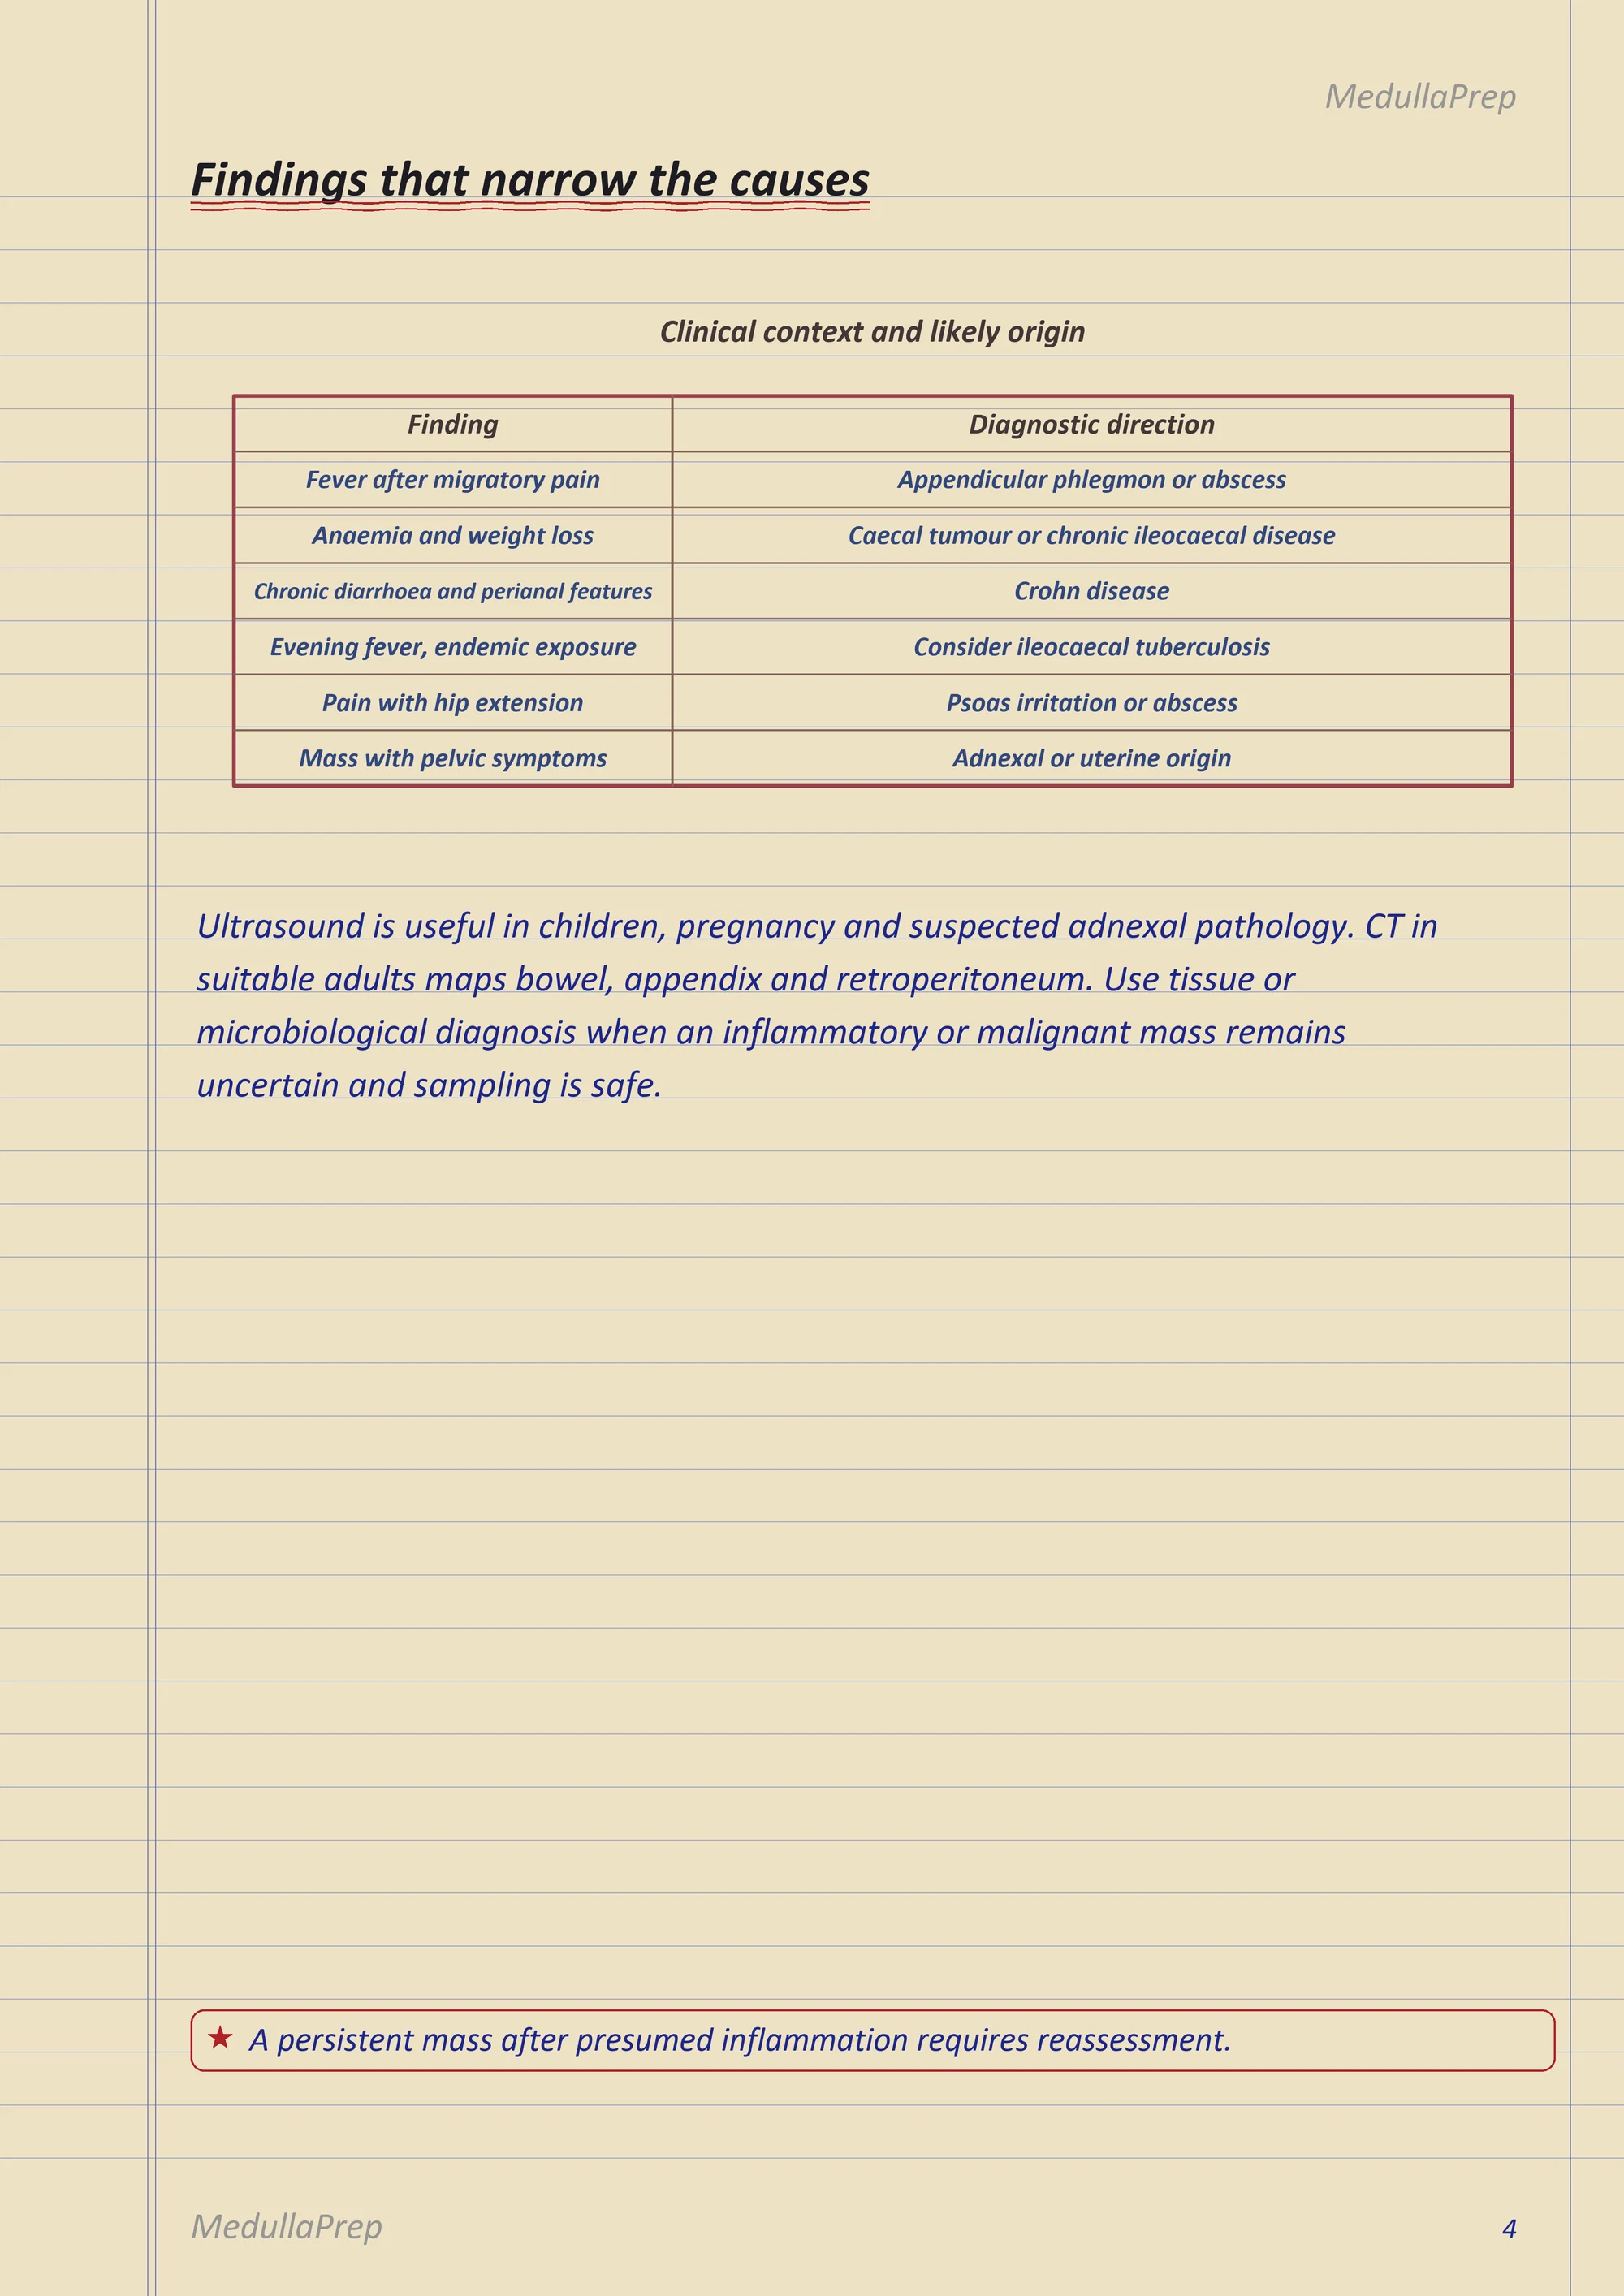 MedullaPrep
Findings that narrow the causes
Clinical context and likely origin
Finding Diagnostic direction
Fever after migratory pain Appendicular phlegmon or abscess
Anaemia and weight loss Caecal tumour or chronic ileocaecal disease
Chronic diarrhoea and perianal features Crohn disease
Evening fever, endemic exposure Consider ileocaecal tuberculosis
Pain with hip extension Psoas irritation or abscess
Mass with pelvic symptoms Adnexal or uterine origin
Ultrasound is useful in children, pregnancy and suspected adnexal pathology. CT in
suitable adults maps bowel, appendix and retroperitoneum. Use tissue or
microbiological diagnosis when an inflammatory or malignant mass remains
uncertain and sampling is safe.
★ A persistent mass after presumed inflammation requires reassessment.
MedullaPrep 4